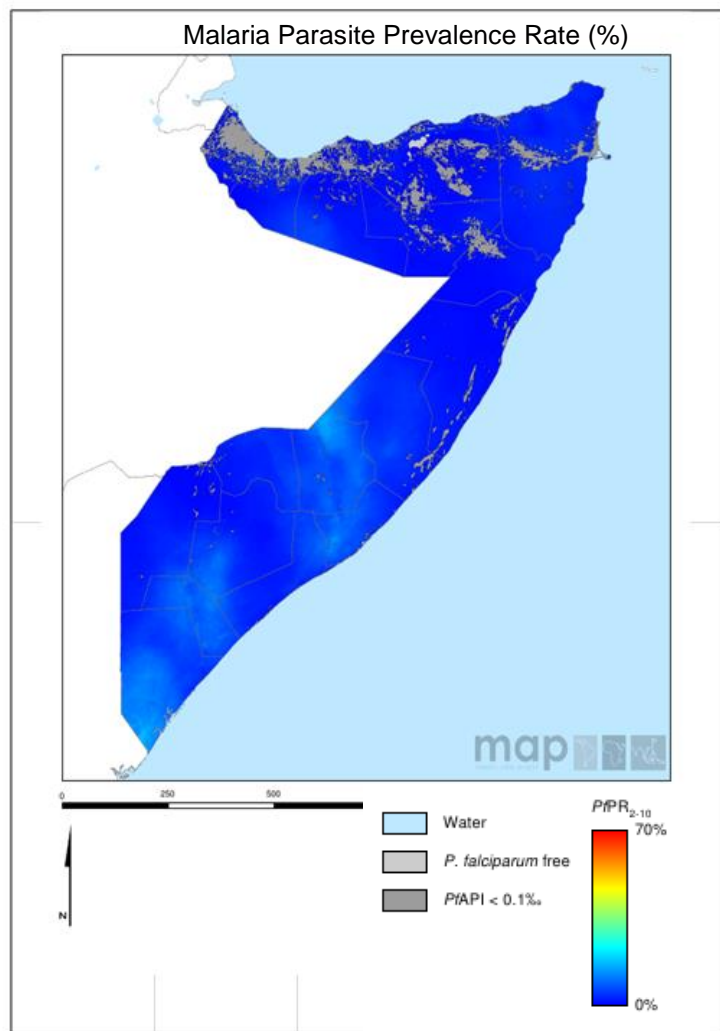 Malaria Parasite Prevalence Rate (%)
map
0 250 500
N
Water
P. falciparum free
PfAPI < 0.1‰
PfPR2-10
70%
0%